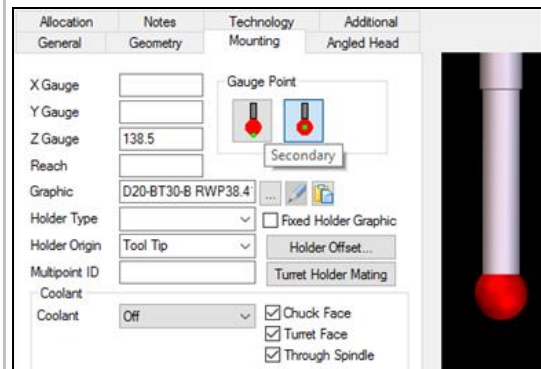 Allocation Notes Technology Additional
General Geometry Mounting Angled Head
X Gauge
Gauge Point
Y Gauge
Z Gauge 138.5
Secondary
Reach
Graphic D20-BT30-B RWP38.4 ...
Holder Type Fixed Holder Graphic
Holder Origin Tool Tip Holder Offset...
Multipoint ID Turret Holder Mating
Coolant
Coolant Off Chuck Face
Turret Face
Through Spindle